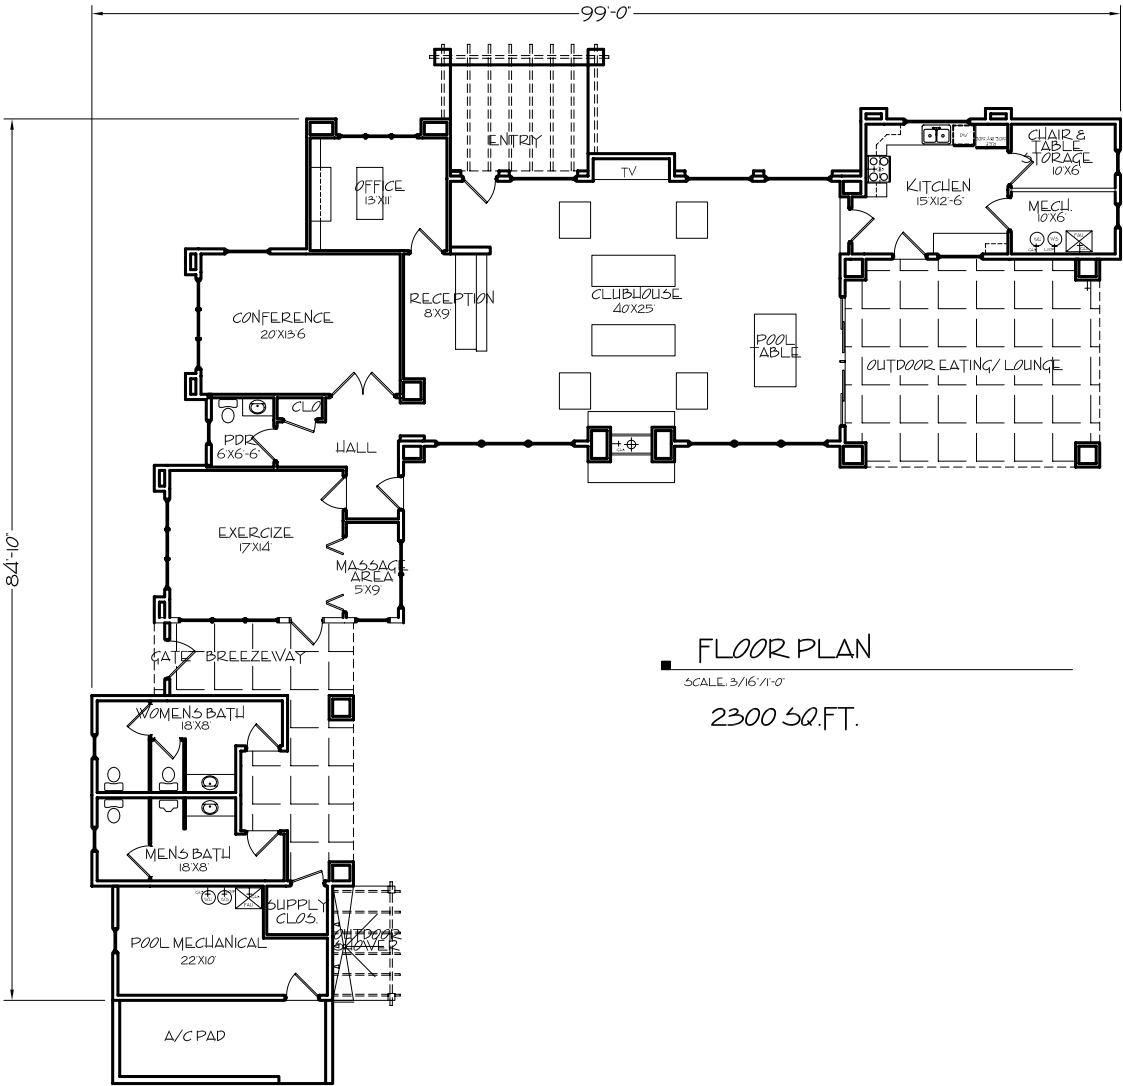 99'-0"
84'-10"
ENTRY
TV
OFFICE
13'X11'
CHAIR &
TABLE
STORAGE
10'X6'
KITCHEN
15'X12'-6"
MECH.
10'X6'
RECEPTION
8'X9'
CLUBHOUSE
40'X25'
CONFERENCE
20'X13'6
POOL
TABLE
OUTDOOR EATING/ LOUNGE
CLO
PDR
6'X6'-6"
HALL
EXERCIZE
17'X14'
MASSAGE
AREA
5'X9'
GATE
BREEZEWAY
FLOOR PLAN
SCALE: 3/16"/1'-0"
2300 SQ.FT.
WOMENS BATH
18'X8'
MENS BATH
18'X8'
SUPPLY
CLOS.
OUTDOOR
SHOWER
POOL MECHANICAL
22'X10'
A/C PAD